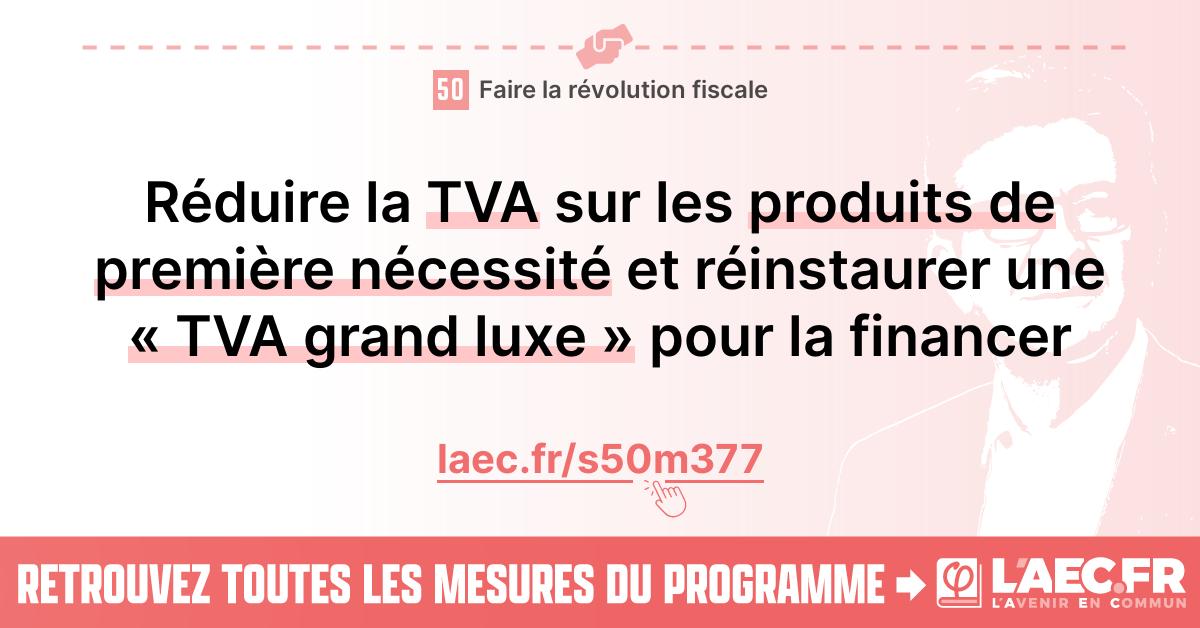 50 Faire la révolution fiscale
Réduire la TVA sur les produits de
première nécessité et réinstaurer une
« TVA grand luxe » pour la financer
laec.fr/s50m377
RETROUVEZ TOUTES LES MESURES DU PROGRAMME
φ L'AEC.FR
L'AVENIR EN COMMUN